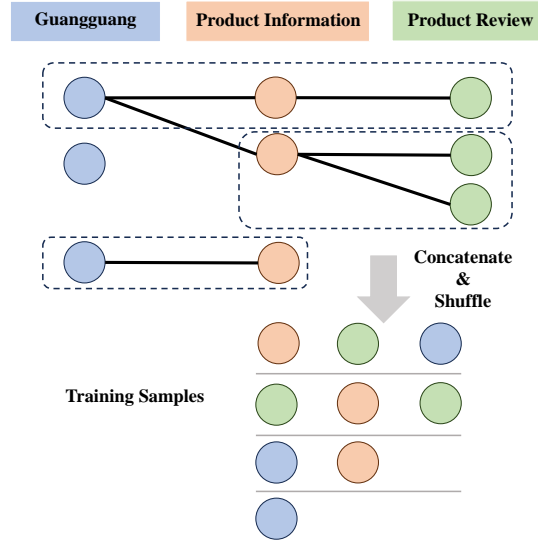 Guangguang
Product Information
Product Review
Concatenate
&
Shuffle
Training Samples